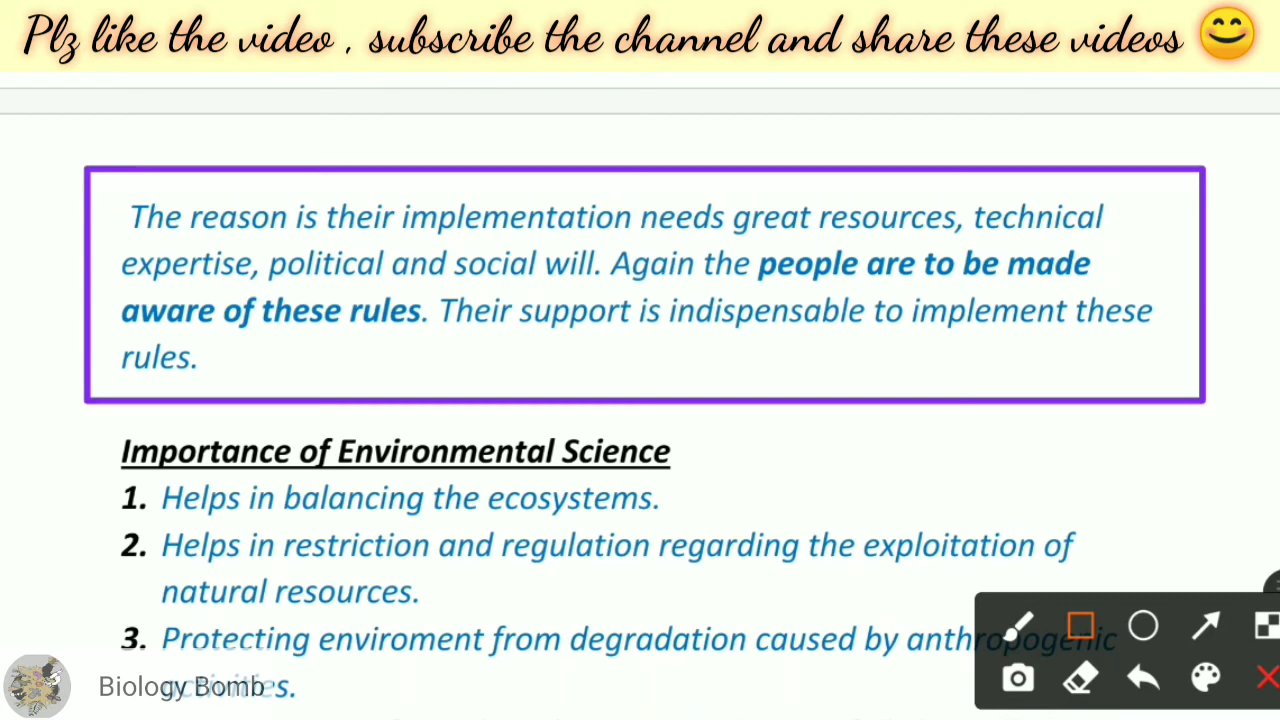 Plz like the video , subscribe the channel and share these videos 😊
The reason is their implementation needs great resources, technical
expertise, political and social will. Again the people are to be made
aware of these rules. Their support is indispensable to implement these
rules.
Importance of Environmental Science
1. Helps in balancing the ecosystems.
2. Helps in restriction and regulation regarding the exploitation of
natural resources.
3. Protecting enviroment from degradation caused by anthropogenic
activities.
Biology Bomb